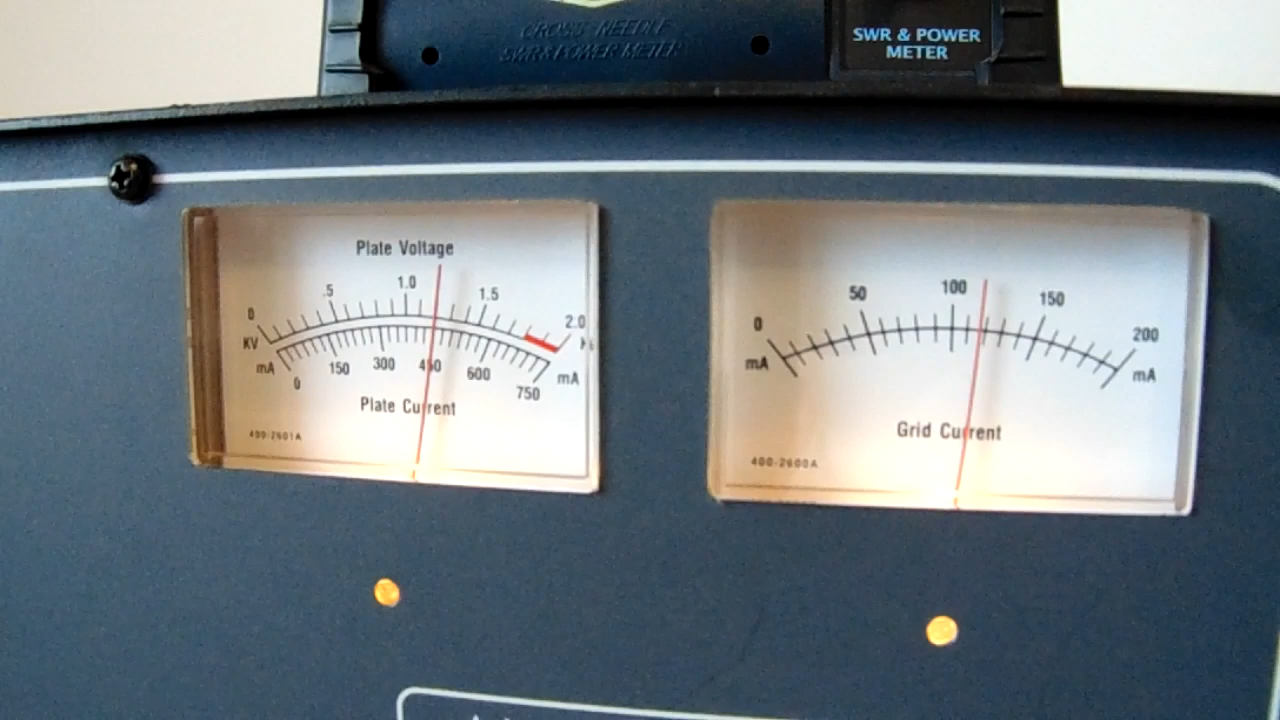 CROSS NEEDLE
SWR & POWER METER
SWR & POWER
METER
Plate Voltage
0 .5 1.0 1.5 2.0
KV
mA 0 150 300 450 600 750 mA
Plate Current
400-2601A
0 50 100 150 200
mA mA
Grid Current
400-2600A